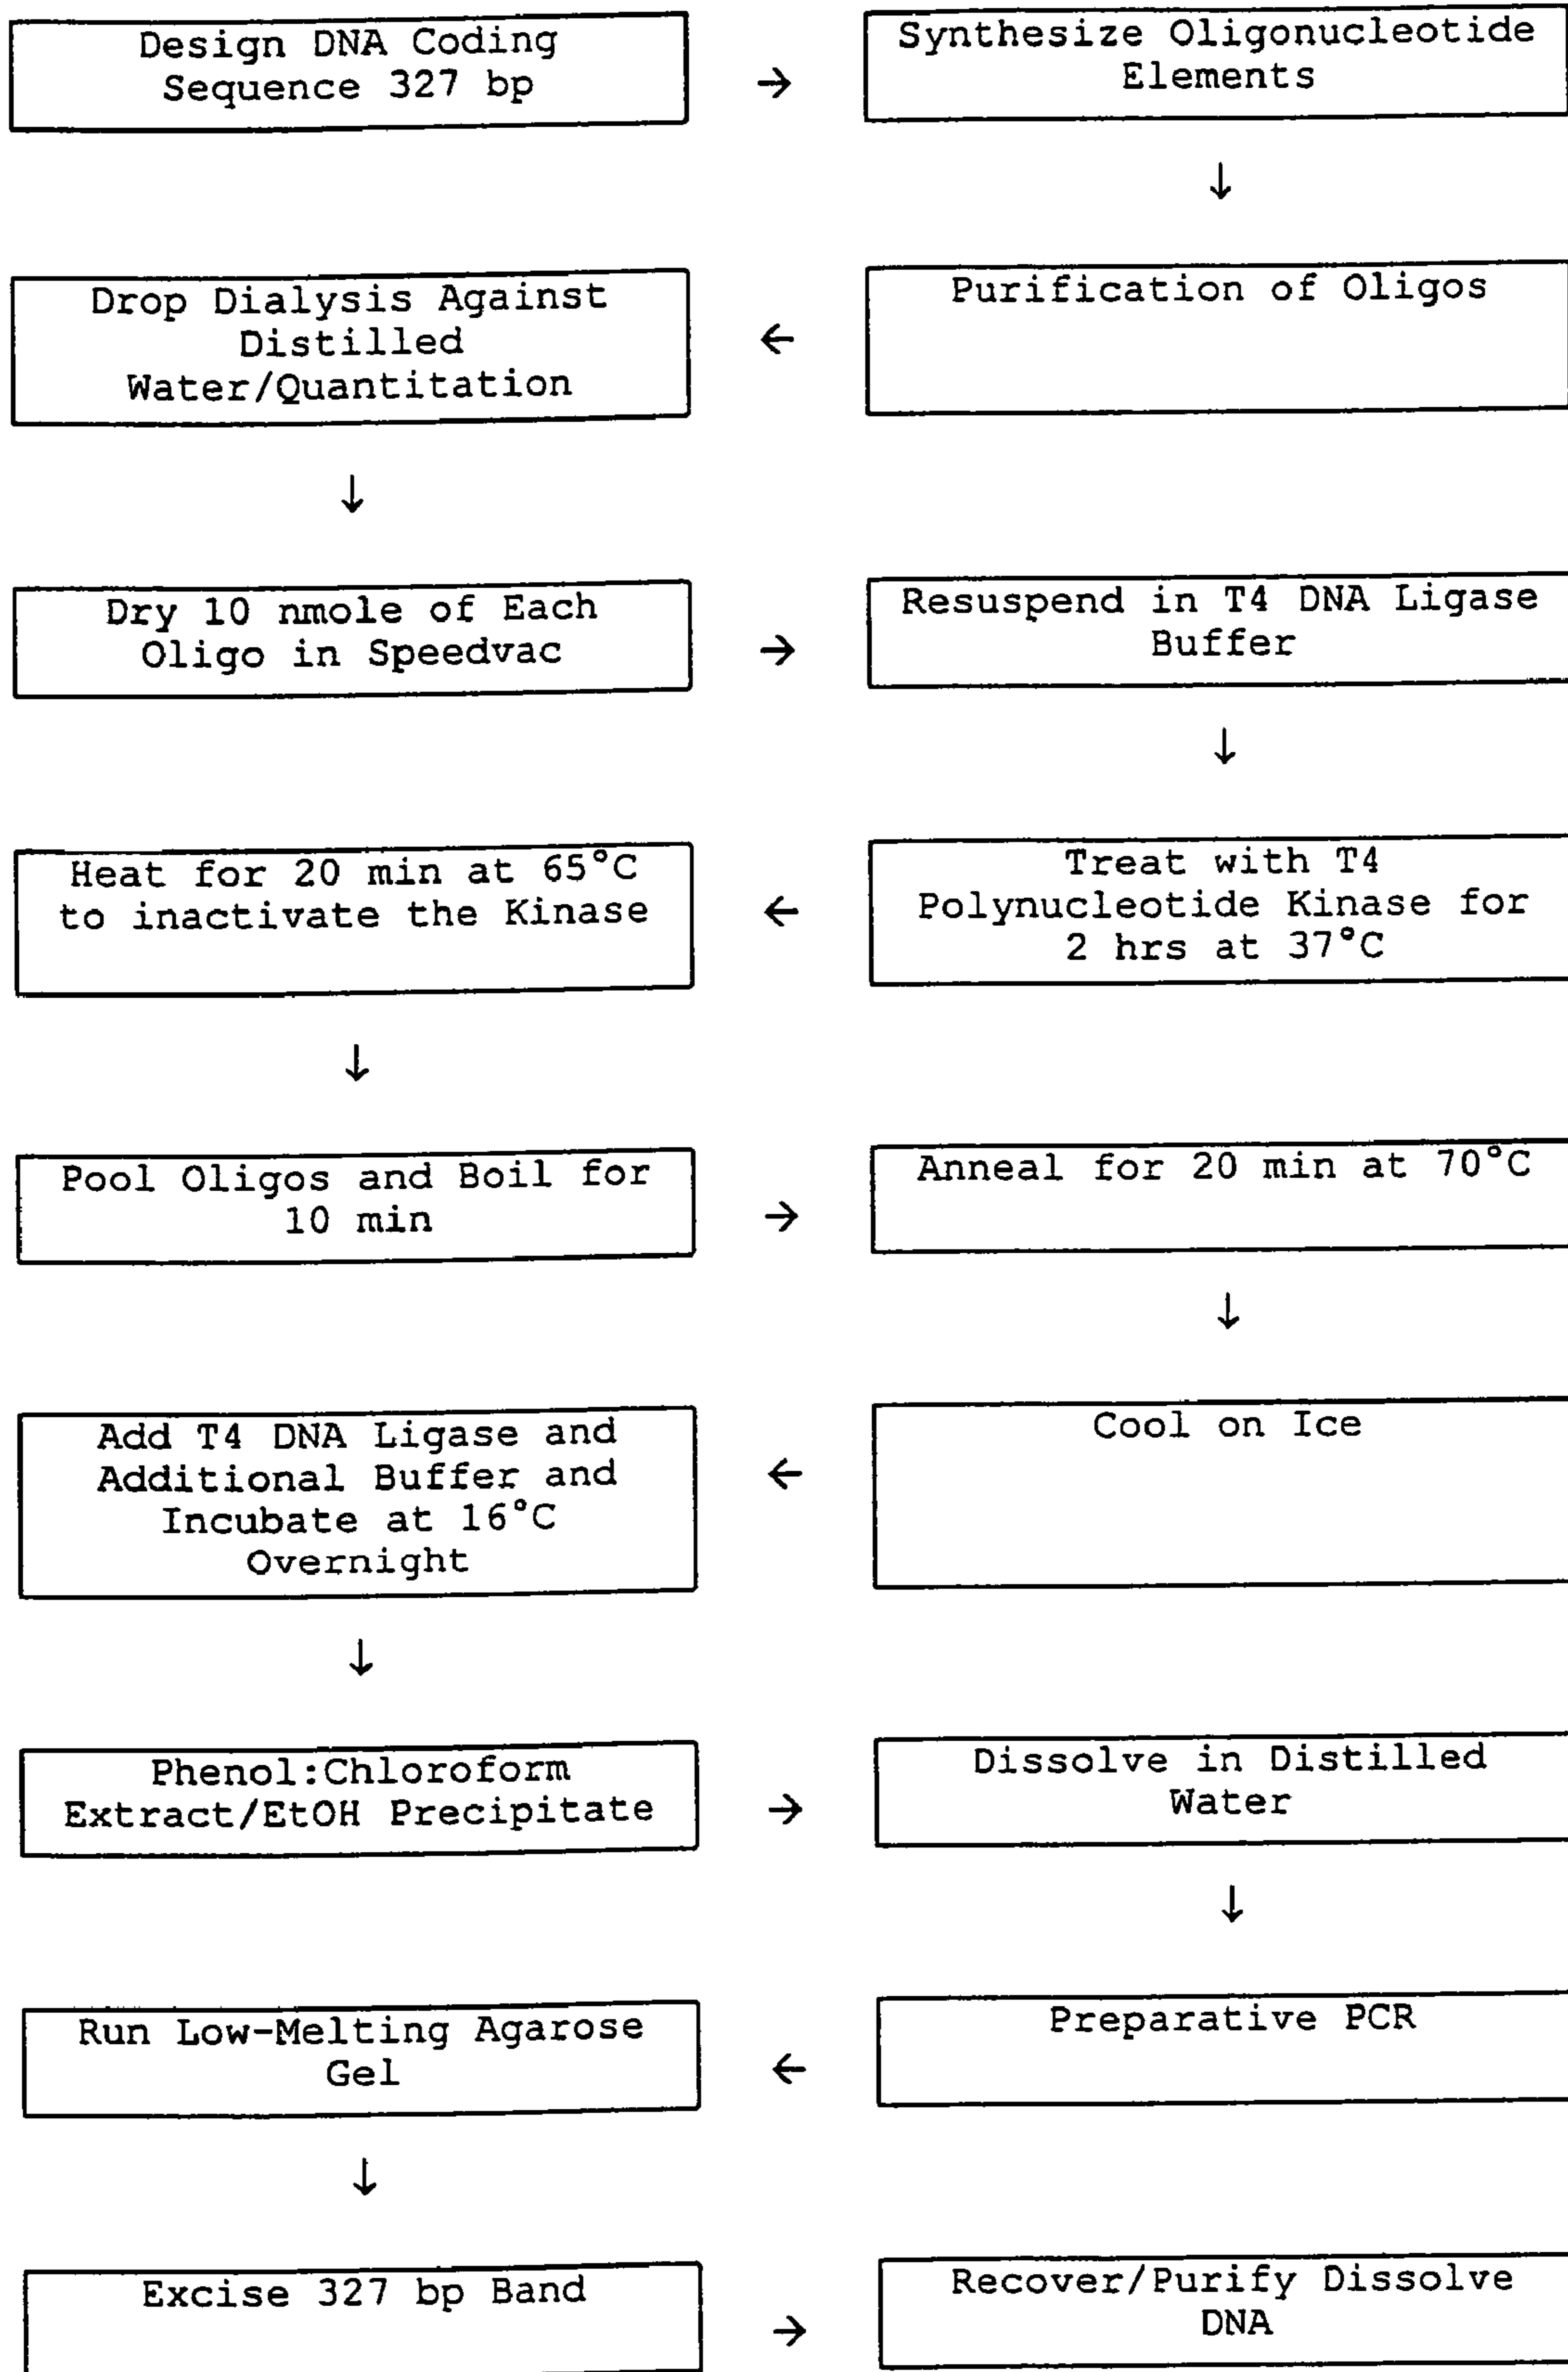 Design DNA Coding
Sequence 327 bp
→
Synthesize Oligonucleotide
Elements
↓
Purification of Oligos
←
Drop Dialysis Against
Distilled
Water/Quantitation
↓
Dry 10 nmole of Each
Oligo in Speedvac
→
Resuspend in T4 DNA Ligase
Buffer
↓
Treat with T4
Polynucleotide Kinase for
2 hrs at 37°C
←
Heat for 20 min at 65°C
to inactivate the Kinase
↓
Pool Oligos and Boil for
10 min
→
Anneal for 20 min at 70°C
↓
Cool on Ice
←
Add T4 DNA Ligase and
Additional Buffer and
Incubate at 16°C
Overnight
↓
Phenol:Chloroform
Extract/EtOH Precipitate
→
Dissolve in Distilled
Water
↓
Preparative PCR
←
Run Low-Melting Agarose
Gel
↓
Excise 327 bp Band
→
Recover/Purify Dissolve
DNA